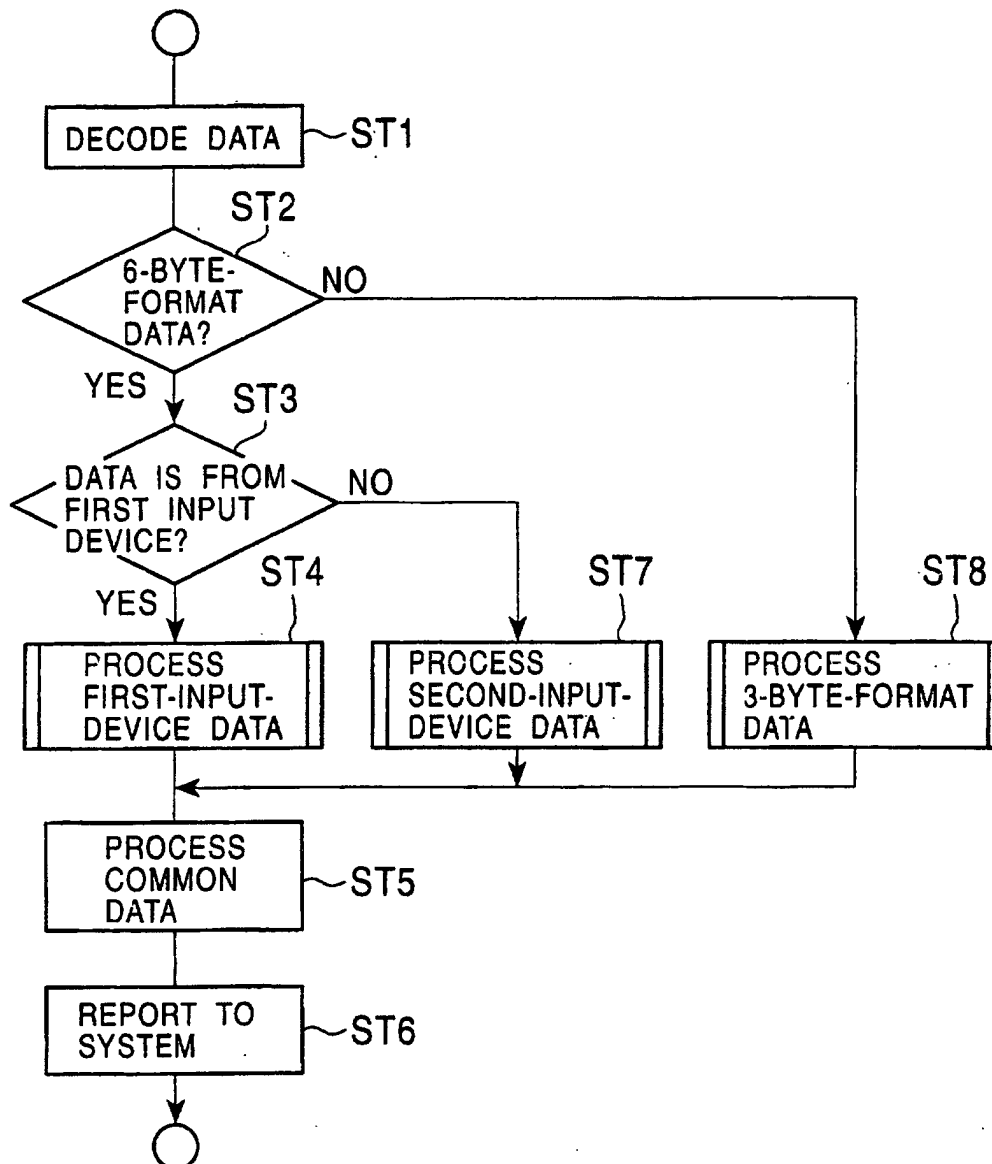 DECODE DATA
ST1
ST2
6-BYTE-
FORMAT
DATA?
NO
YES
ST3
DATA IS FROM
FIRST INPUT
DEVICE?
NO
YES
ST4
PROCESS
FIRST-INPUT-
DEVICE DATA
ST7
PROCESS
SECOND-INPUT-
DEVICE DATA
ST8
PROCESS
3-BYTE-FORMAT
DATA
PROCESS
COMMON
DATA
ST5
REPORT TO
SYSTEM
ST6